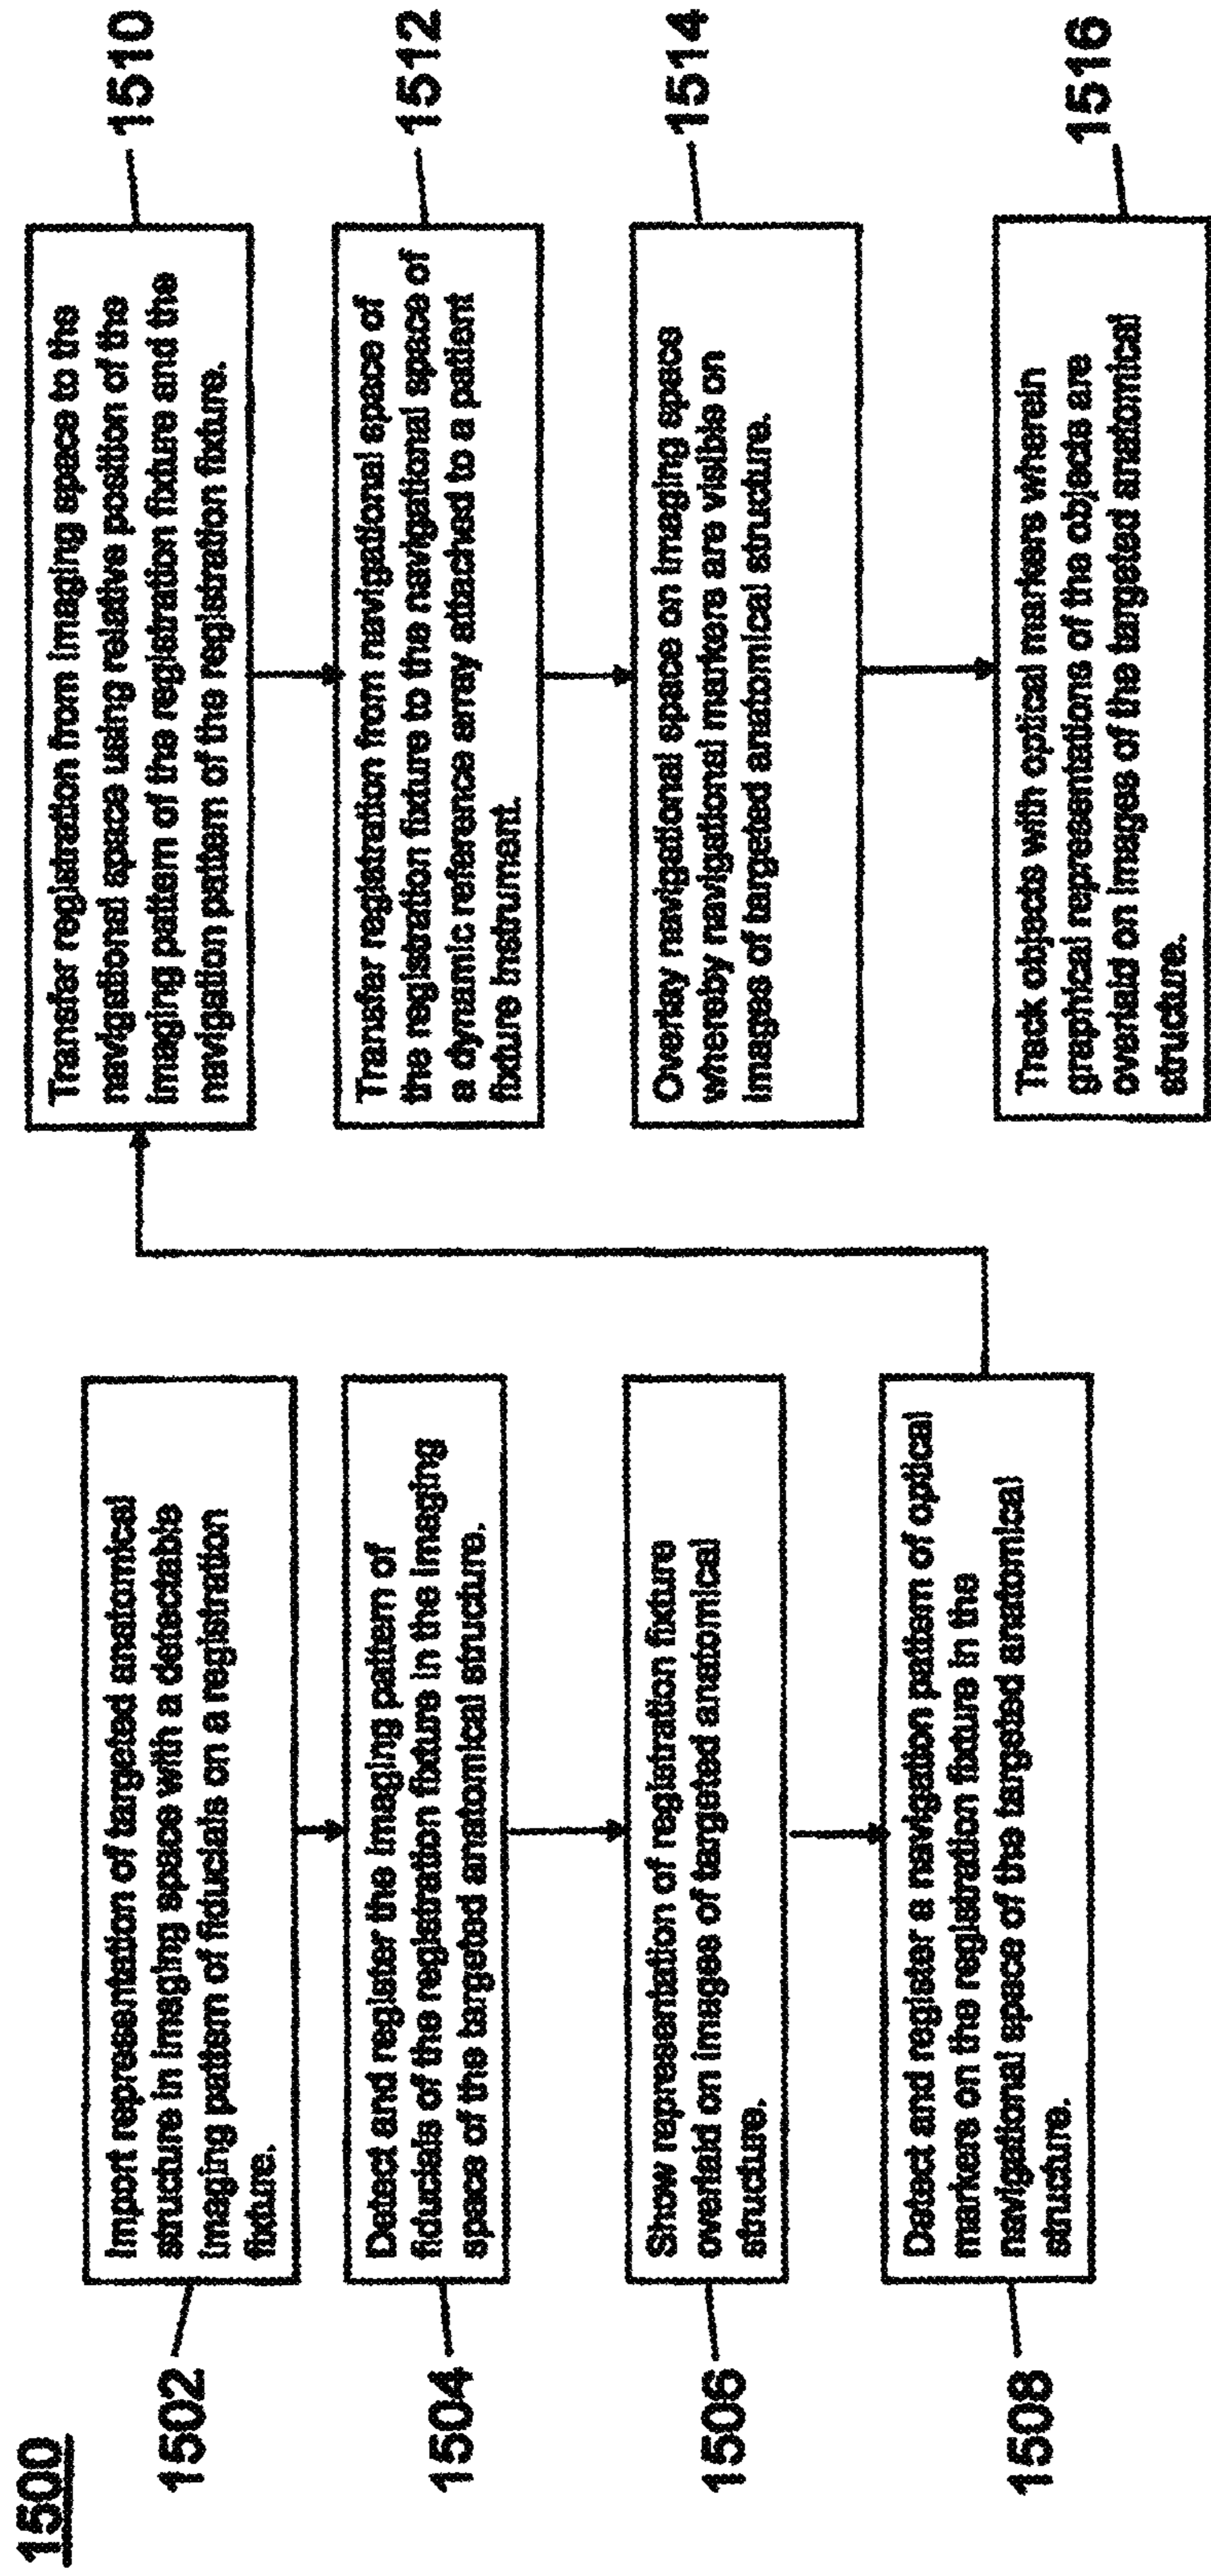 1500
1502
Import representation of targeted anatomical
structure in imaging space with a detectable
imaging pattern of fiducials on a registration
fixture.
1504
Detect and register the imaging pattern of
fiducials of the registration fixture in the imaging
space of the targeted anatomical structure.
1506
Show representation of registration fixture
overlaid on images of targeted anatomical
structure.
1508
Detect and register a navigation pattern of optical
markers on the registration fixture in the
navigational space of the targeted anatomical
structure.
1510
Transfer registration from imaging space to the
navigational space using relative position of the
imaging pattern of the registration fixture and the
navigation pattern of the registration fixture.
1512
Transfer registration from navigational space of
the registration fixture to the navigational space of
a dynamic reference array attached to a patient
fixture instrument.
1514
Overlay navigational space on imaging space
whereby navigational markers are visible on
images of targeted anatomical structure.
1516
Track objects with optical markers wherein
graphical representations of the objects are
overlaid on images of the targeted anatomical
structure.